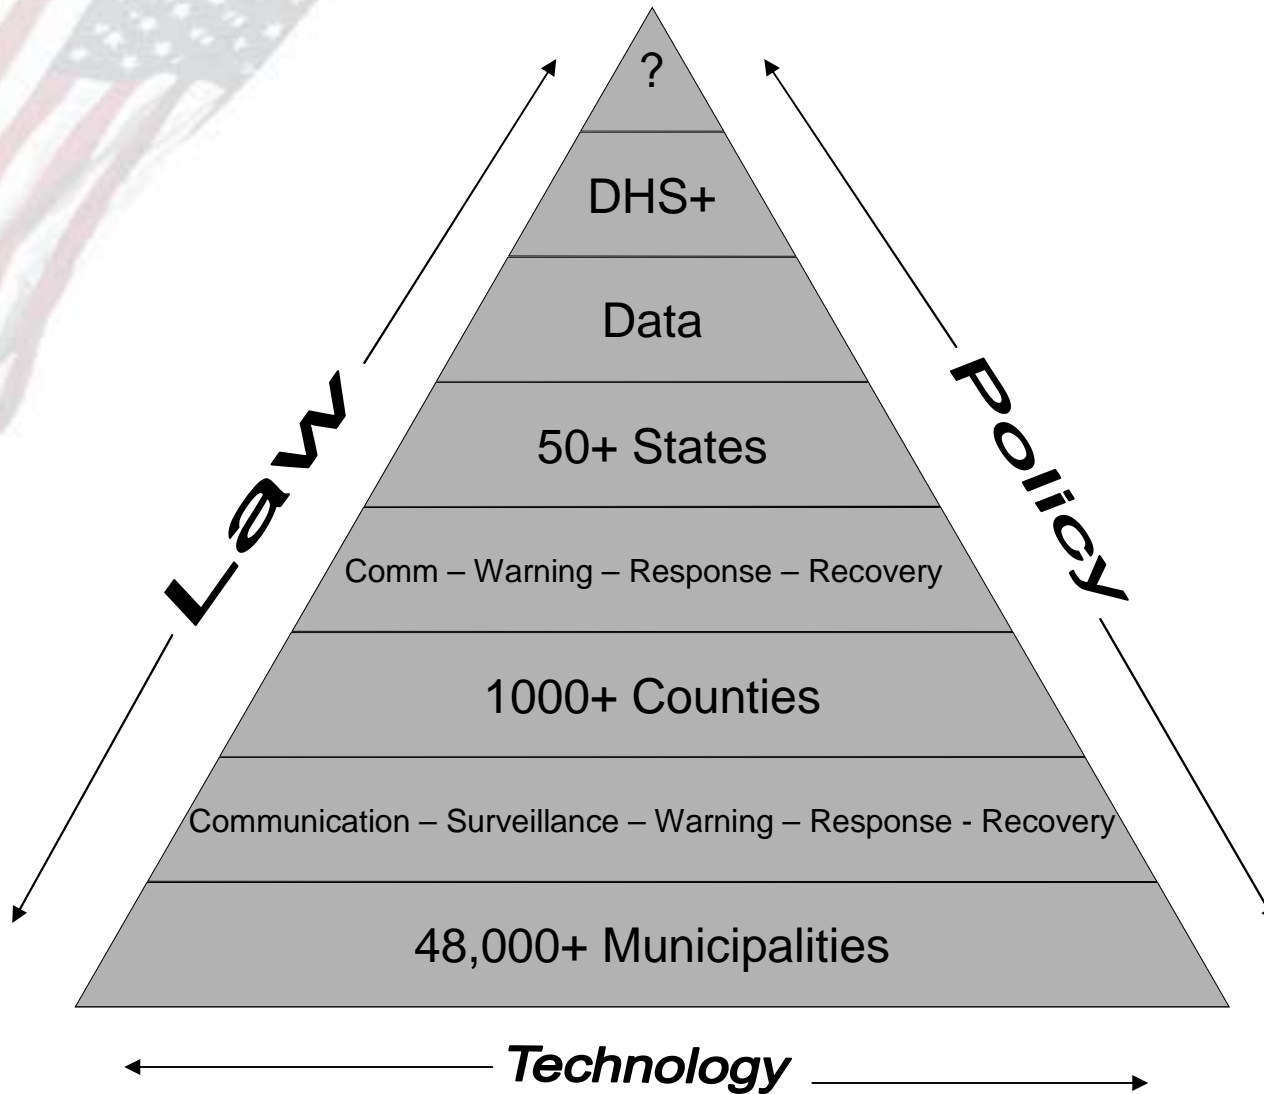 ?
DHS+
Data
50+ States
Comm – Warning – Response – Recovery
1000+ Counties
Communication – Surveillance – Warning – Response - Recovery
48,000+ Municipalities
Law
Policy
Technology